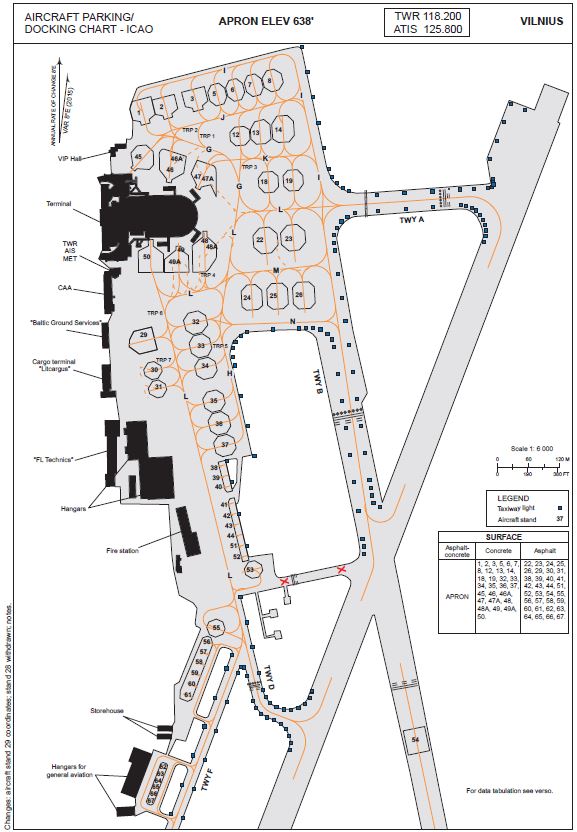 AIRCRAFT PARKING/
DOCKING CHART - ICAO
APRON ELEV 638'
TWR 118.200
ATIS 125.800
VILNIUS
ANNUAL RATE OF CHANGE 8'E
VAR. 8°E (2015)
I
1
2
3
5
6
7
8
I
J
TRP 2
TRP 1
12
13
14
G
K
VIP Hall
45
46A
46
47
47A
TRP 3
G
18
19
I
Terminal
L
TWY A
L
22
23
TWR
AIS
MET
50
49
49A
48
48A
TRP 4
M
CAA
L
24
25
26
"Baltic Ground Services"
TRP 6
32
N
29
33
TRP 5
Cargo terminal
"Litcargus"
TRP 7
30
34
H
TWY B
31
L
35
36
37
"FL Technics"
38
39
40
Hangars
41
42
43
44
51
52
Fire station
53
L
Scale 1: 6 000
0 60 120 M
0 190 380 FT
LEGEND
Taxiway light
Aircraft stand 37
SURFACE
Asphalt-
concrete
Concrete
Asphalt
APRON
1, 2, 3, 5, 6, 7,
8, 12, 13, 14,
18, 19, 32, 33,
34, 35, 36, 37,
45, 46, 46A,
47, 47A, 48,
48A, 49, 49A,
50.
22, 23, 24, 25,
26, 29, 30, 31,
38, 39, 40, 41,
42, 43, 44, 51,
52, 53, 54, 55,
56, 57, 58, 59,
60, 61, 62, 63,
64, 65, 66, 67.
55
56
57
58
59
60
61
TWY D
54
Storehouse
Hangers for
general aviation
62
63
64
65
66
67
TWY F
For data tabulation see verso.
Changes: aircraft stand 29 coordinates; stand 28 withdrawn; notes.